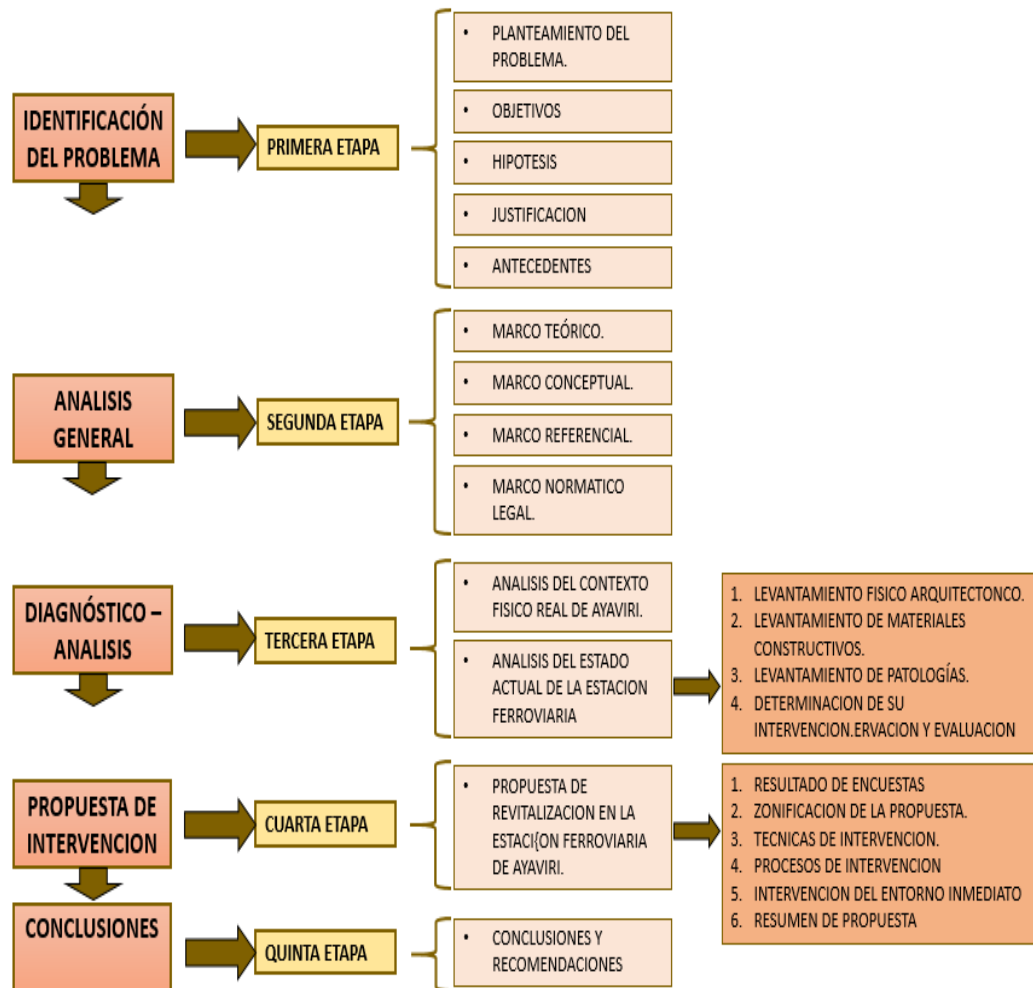 IDENTIFICACIÓN
DEL PROBLEMA
PRIMERA ETAPA
• PLANTEAMIENTO DEL
PROBLEMA.
• OBJETIVOS
• HIPOTESIS
• JUSTIFICACION
• ANTECEDENTES
ANALISIS
GENERAL
SEGUNDA ETAPA
• MARCO TEÓRICO.
• MARCO CONCEPTUAL.
• MARCO REFERENCIAL.
• MARCO NORMATICO
LEGAL.
DIAGNÓSTICO –
ANALISIS
TERCERA ETAPA
• ANALISIS DEL CONTEXTO
FISICO REAL DE AYAVIRI.
• ANALISIS DEL ESTADO
ACTUAL DE LA ESTACION
FERROVIARIA
1. LEVANTAMIENTO FISICO ARQUITECTONCO.
2. LEVANTAMIENTO DE MATERIALES
CONSTRUCTIVOS.
3. LEVANTAMIENTO DE PATOLOGÍAS.
4. DETERMINACION DE SU
INTERVENCION.ERVACION Y EVALUACION
PROPUESTA DE
INTERVENCION
CUARTA ETAPA
• PROPUESTA DE
REVITALIZACION EN LA
ESTACI{ON FERROVIARIA
DE AYAVIRI.
1. RESULTADO DE ENCUESTAS
2. ZONIFICACION DE LA PROPUESTA.
3. TECNICAS DE INTERVENCION.
4. PROCESOS DE INTERVENCION
5. INTERVENCION DEL ENTORNO INMEDIATO
6. RESUMEN DE PROPUESTA
CONCLUSIONES
QUINTA ETAPA
• CONCLUSIONES Y
RECOMENDACIONES